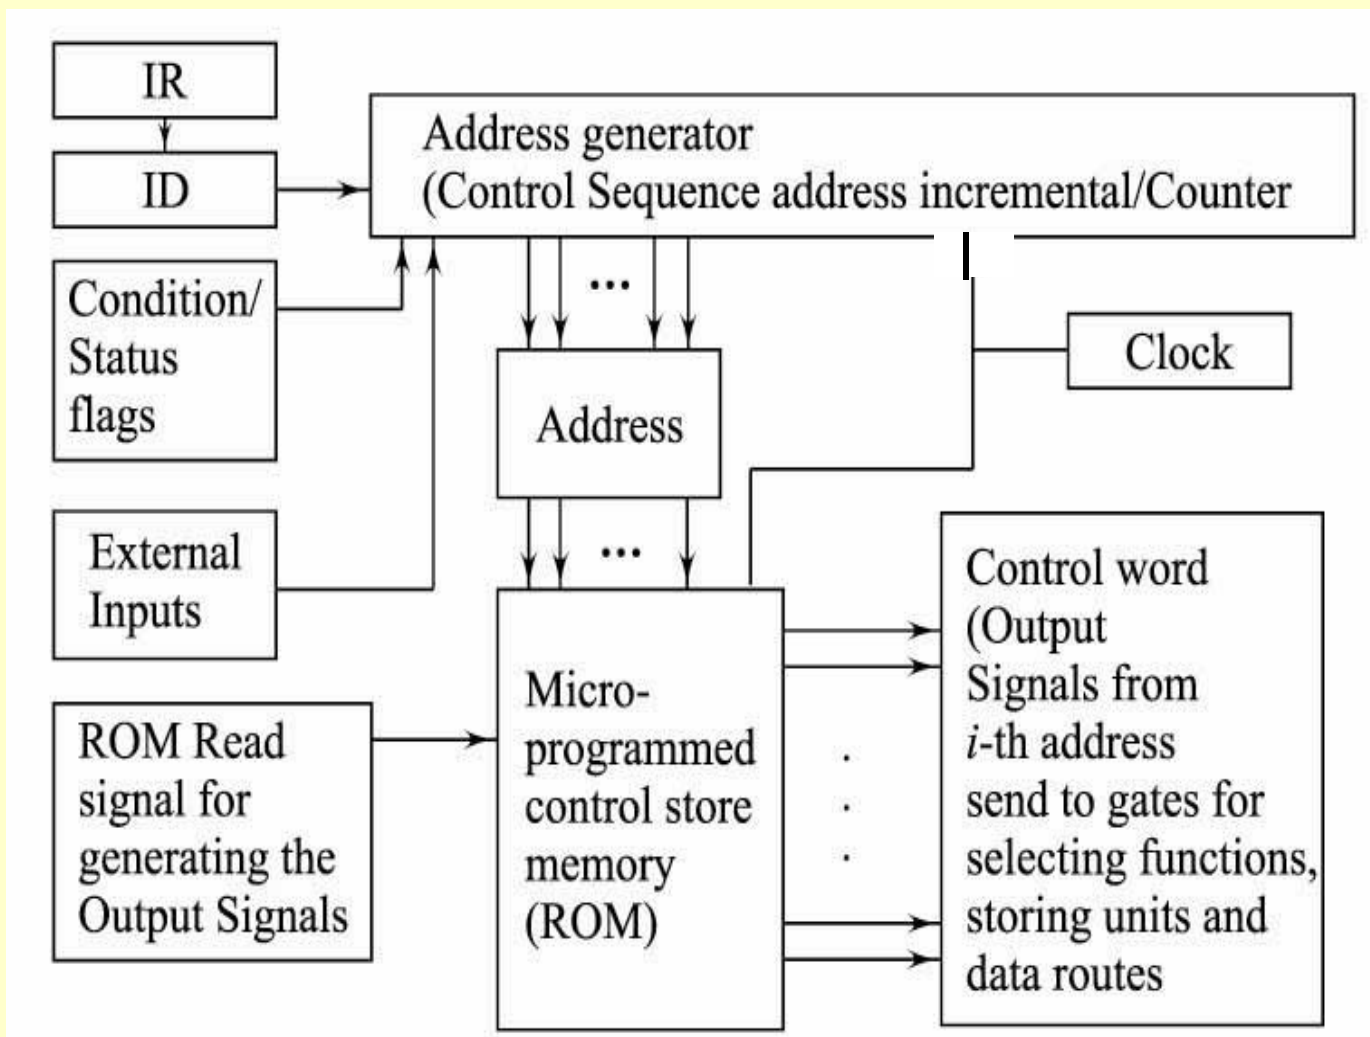 IR
ID
Address generator
(Control Sequence address incremental/Counter
Condition/
Status
flags
...
Clock
Address
External
Inputs
...
ROM Read
signal for
generating the
Output Signals
Micro-
programmed
control store
memory
(ROM)
.
.
.
Control word
(Output
Signals from
i-th address
send to gates for
selecting functions,
storing units and
data routes